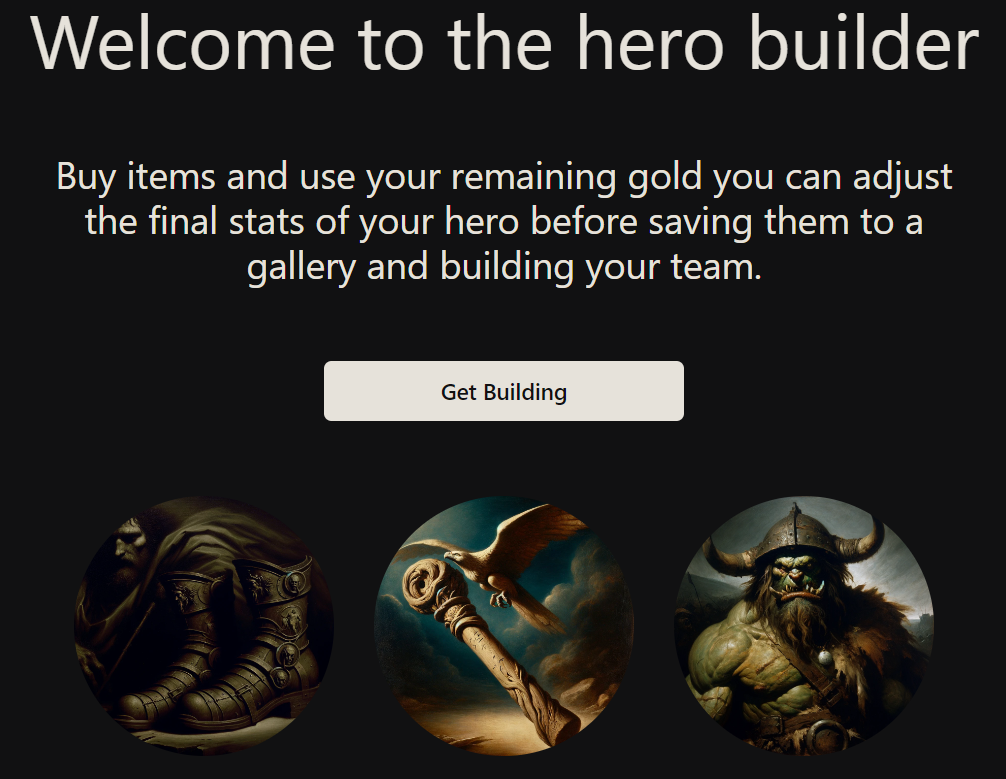 Welcome to the hero builder
Buy items and use your remaining gold you can adjust
the final stats of your hero before saving them to a
gallery and building your team.
Get Building